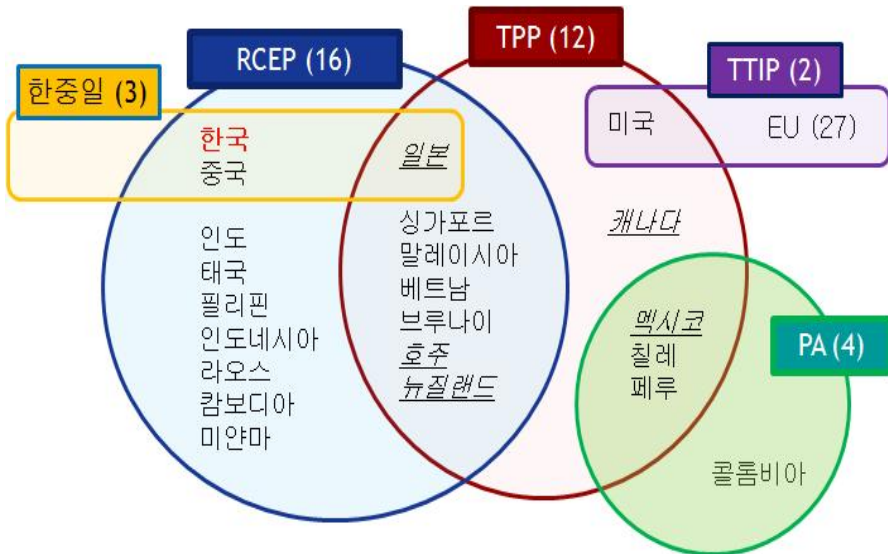 TPP (12)
RCEP (16)
TTIP (2)
한중일 (3)
미국 EU (27)
한국
중국
일본
인도
태국
필리핀
인도네시아
라오스
캄보디아
미얀마
싱가포르
말레이시아
베트남
브루나이
호주
뉴질랜드
캐나다
멕시코
칠레
페루
PA (4)
콜롬비아